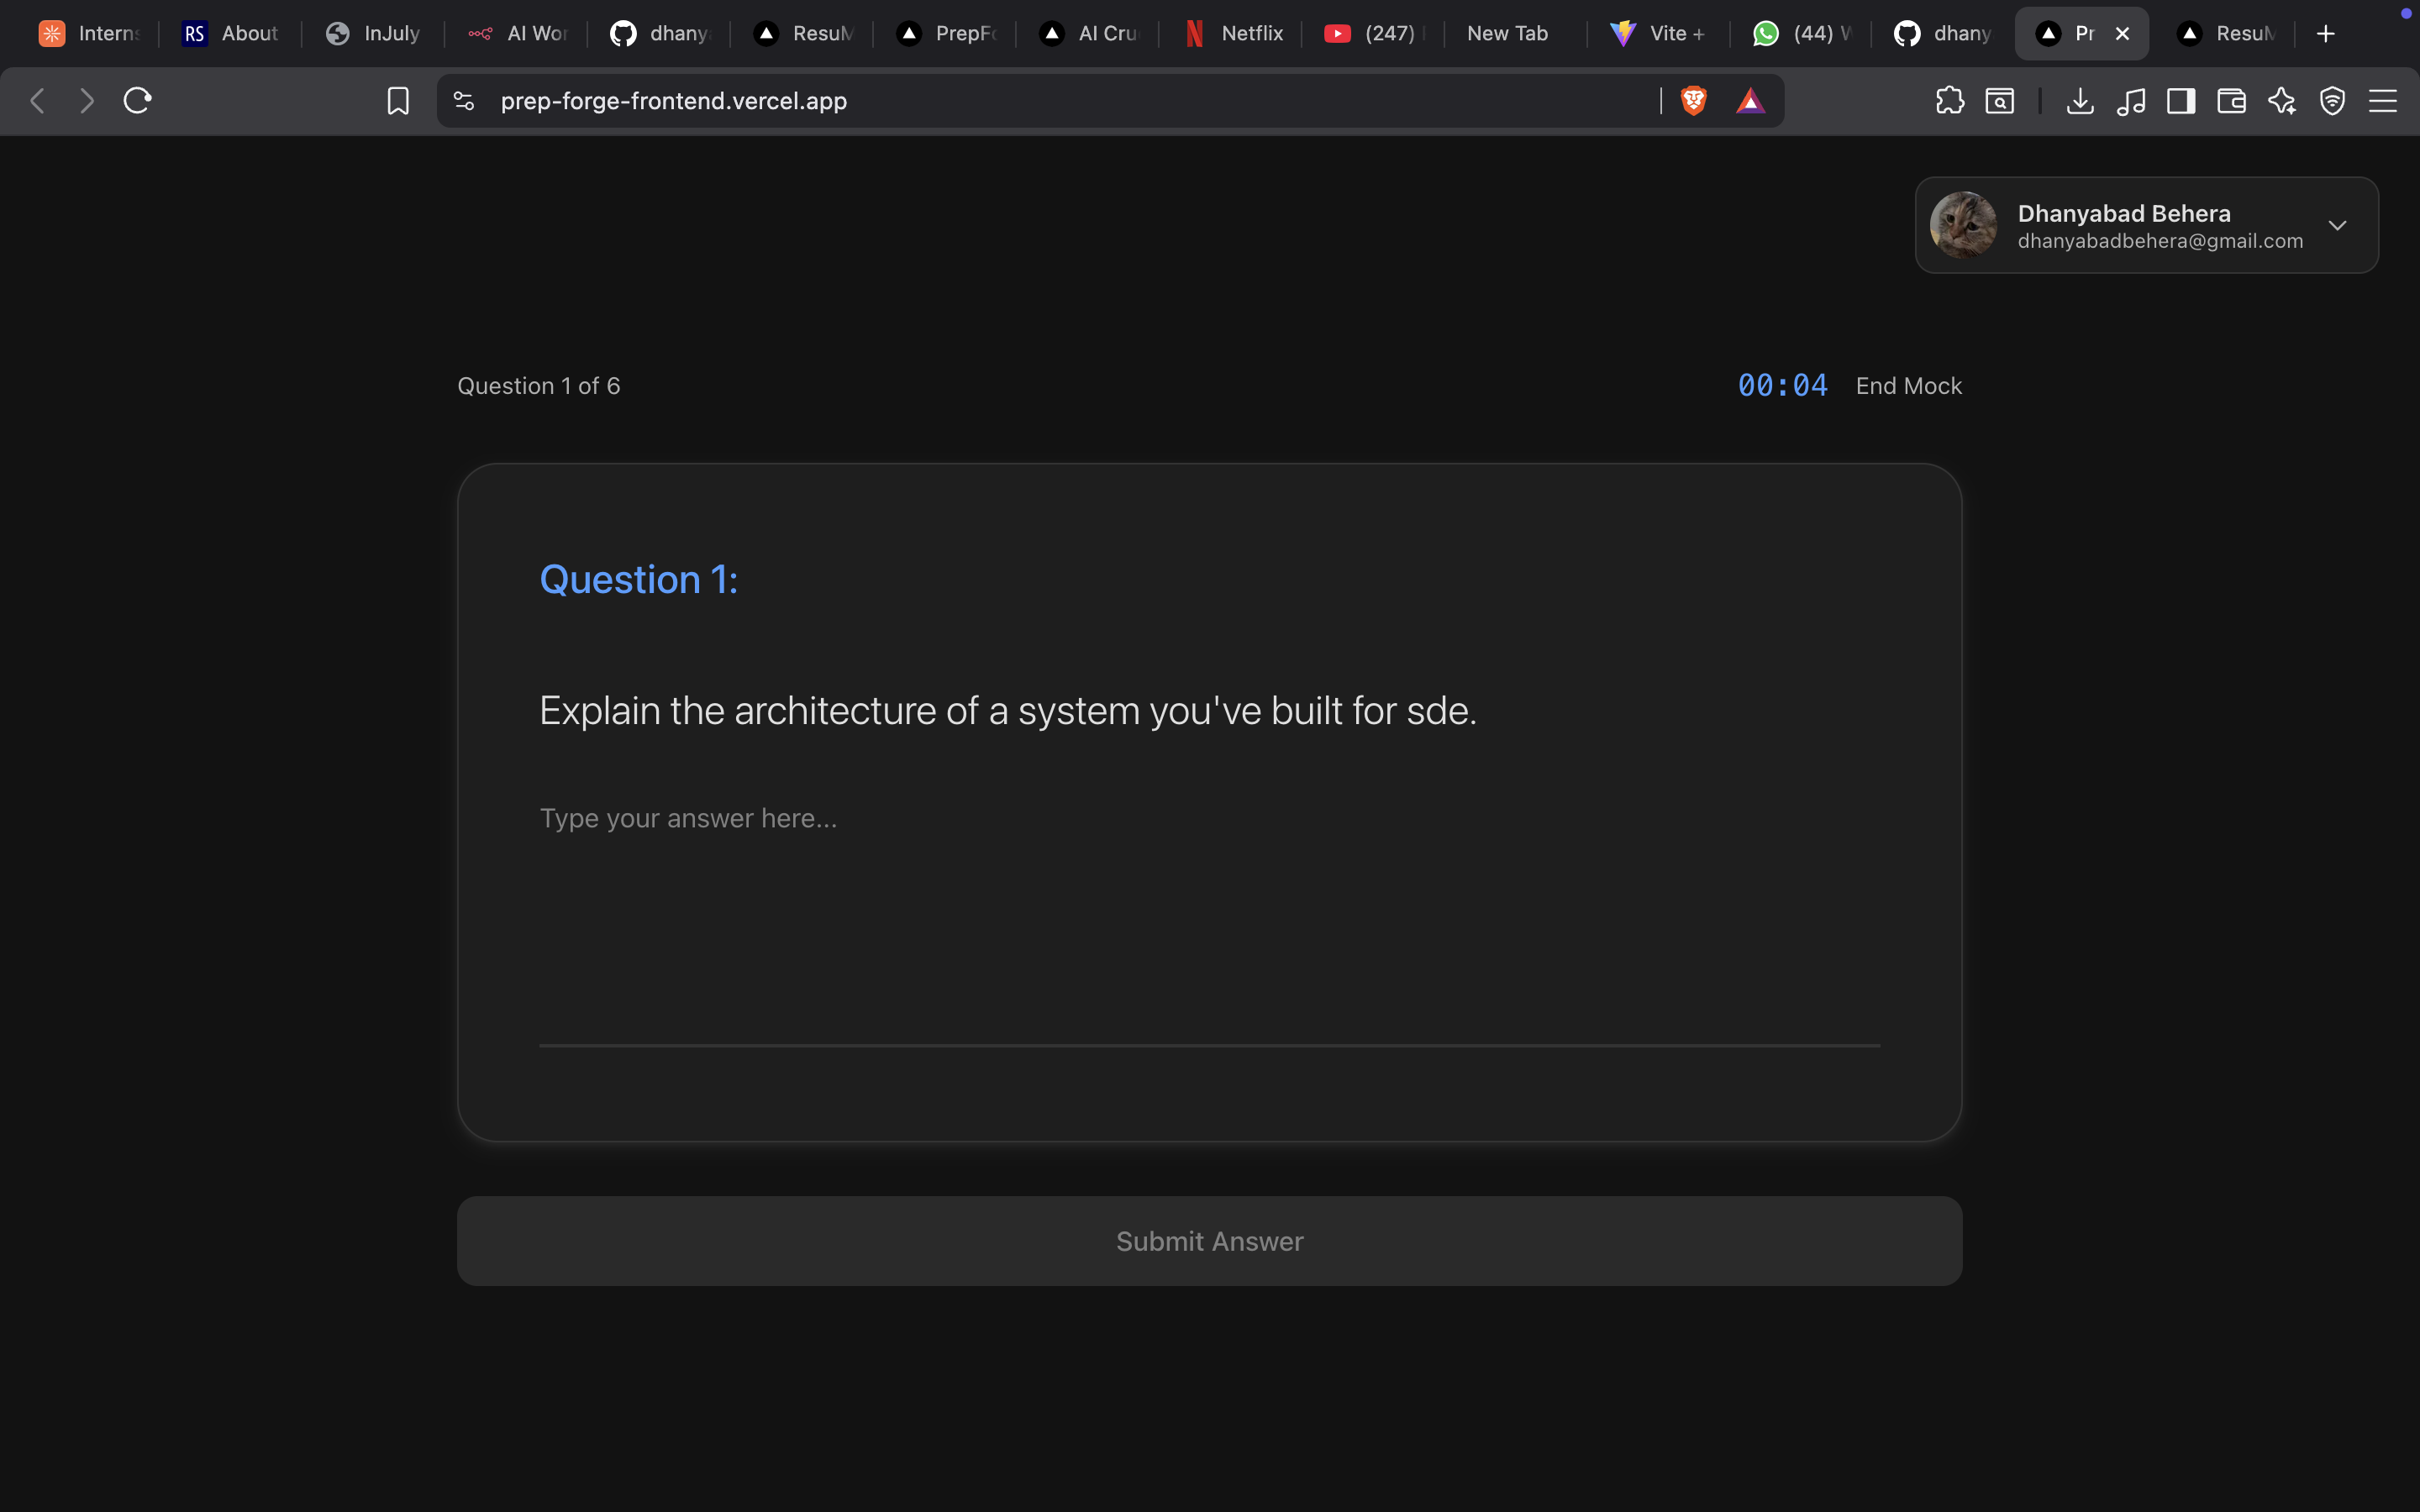 Intern RS About InJuly AI Wor dhany ResuM PrepFo AI Cru Netflix (247) New Tab Vite + (44) dhany Pr ResuM
prep-forge-frontend.vercel.app
Dhanyabad Behera
dhanyabadbehera@gmail.com
Question 1 of 6 00:04 End Mock
Question 1:
Explain the architecture of a system you've built for sde.
Type your answer here...
Submit Answer